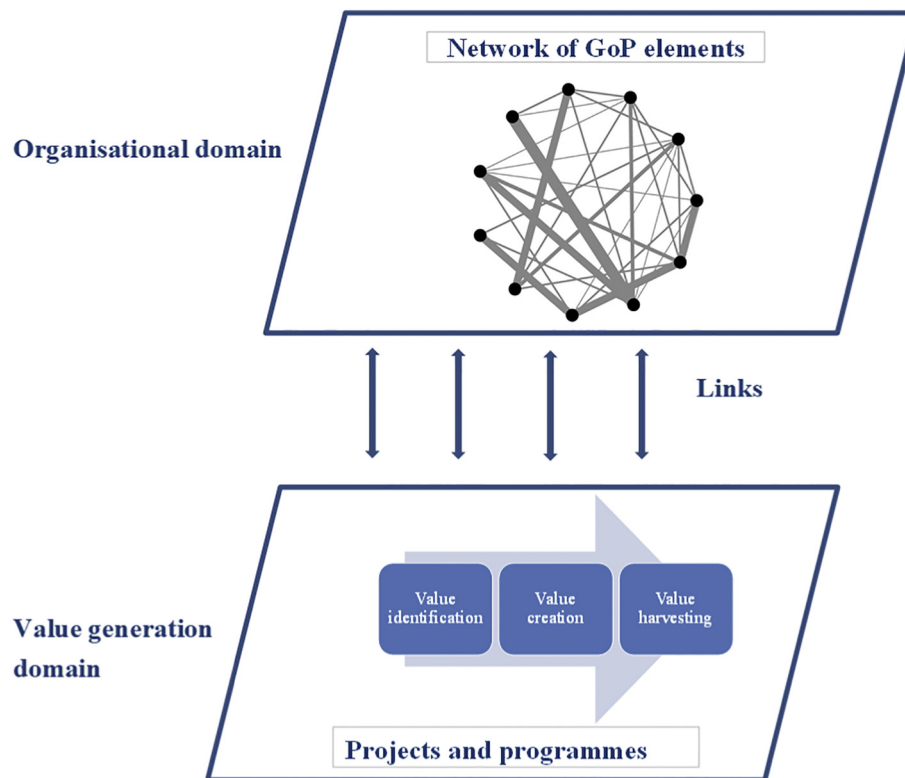 Network of GoP elements
Organisational domain
Links
Value
identification
Value
creation
Value
harvesting
Value generation
domain
Projects and programmes